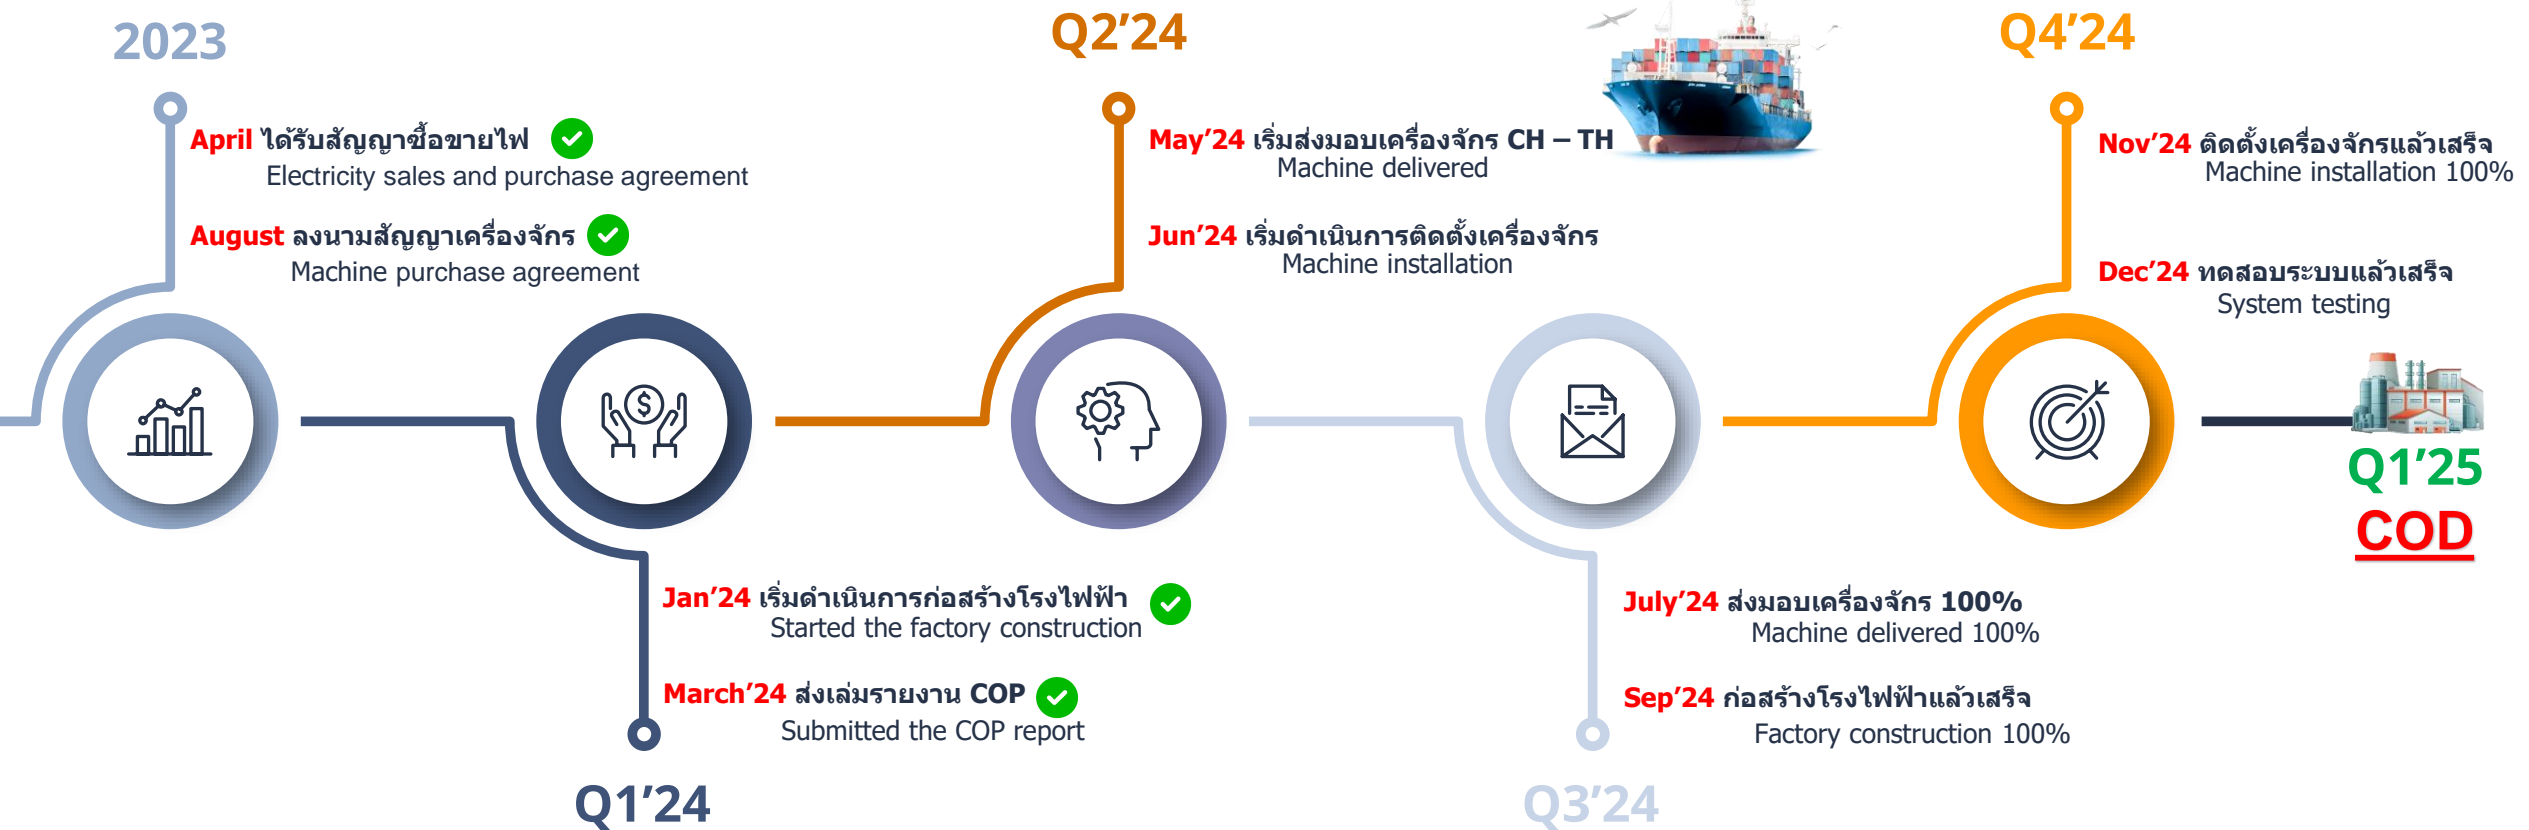 2023
April ได้รับสัญญาซื้อขายไฟ
Electricity sales and purchase agreement
August ลงนามสัญญาเครื่องจักร
Machine purchase agreement
Jan’24 เริ่มดำเนินการก่อสร้างโรงไฟฟ้า
Started the factory construction
March’24 ส่งเล่มรายงาน COP
Submitted the COP report
Q1’24
Q2’24
May’24 เริ่มส่งมอบเครื่องจักร CH – TH
Machine delivered
Jun’24 เริ่มดำเนินการติดตั้งเครื่องจักร
Machine installation
July’24 ส่งมอบเครื่องจักร 100%
Machine delivered 100%
Sep’24 ก่อสร้างโรงไฟฟ้าแล้วเสร็จ
Factory construction 100%
Q3’24
Q4’24
Nov’24 ติดตั้งเครื่องจักรแล้วเสร็จ
Machine installation 100%
Dec’24 ทดสอบระบบแล้วเสร็จ
System testing
Q1’25
COD